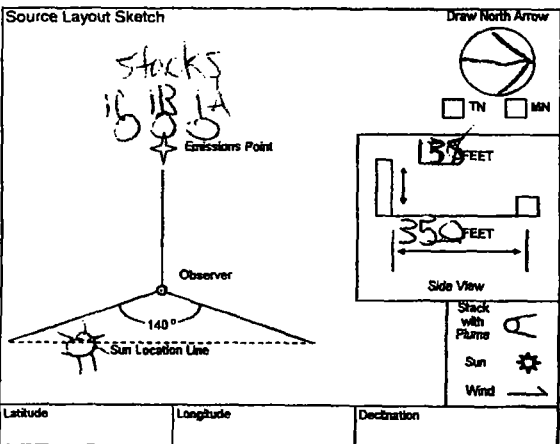 Source Layout Sketch
Draw North Arrow
Stacks
1C 1B 1A
TN MN
Emissions Point
FEET
350 FEET
Observer
Side View
140°
Sun Location Line
Stack
with
Plume
Sun
Wind
Latitude
Longitude
Declination